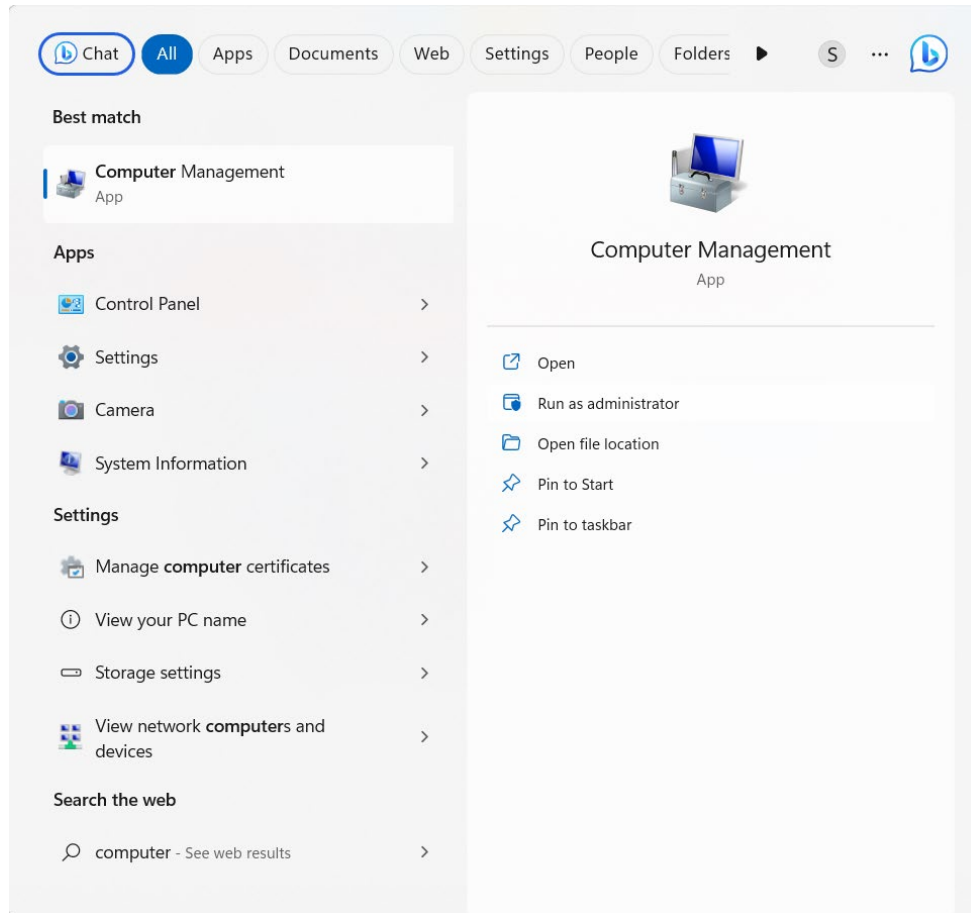 Chat
All
Apps
Documents
Web
Settings
People
Folders
S
Best match
Computer Management
App
Apps
Control Panel
Settings
Camera
System Information
Settings
Manage computer certificates
View your PC name
Storage settings
View network computers and
devices
Search the web
computer - See web results
Computer Management
App
Open
Run as administrator
Open file location
Pin to Start
Pin to taskbar